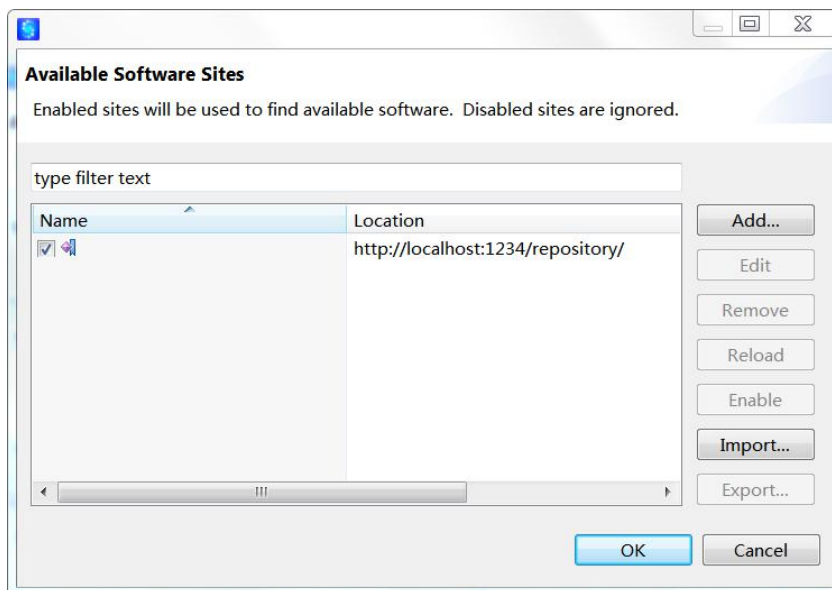 Available Software Sites
Enabled sites will be used to find available software.  Disabled sites are ignored.
type filter text
Name Location
http://localhost:1234/repository/
Add...
Edit
Remove
Reload
Enable
Import...
Export...
OK Cancel